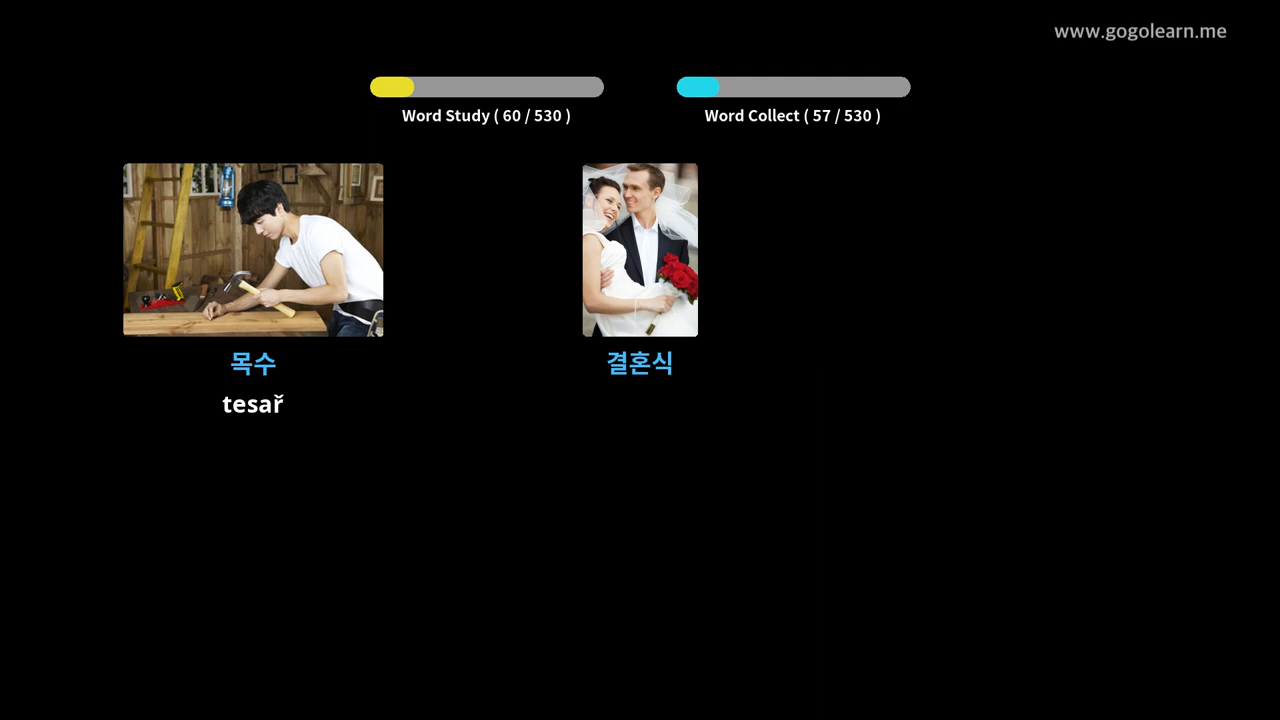 www.gogolearn.me
Word Study ( 60 / 530 )
Word Collect ( 57 / 530 )
목수
tesař
결혼식